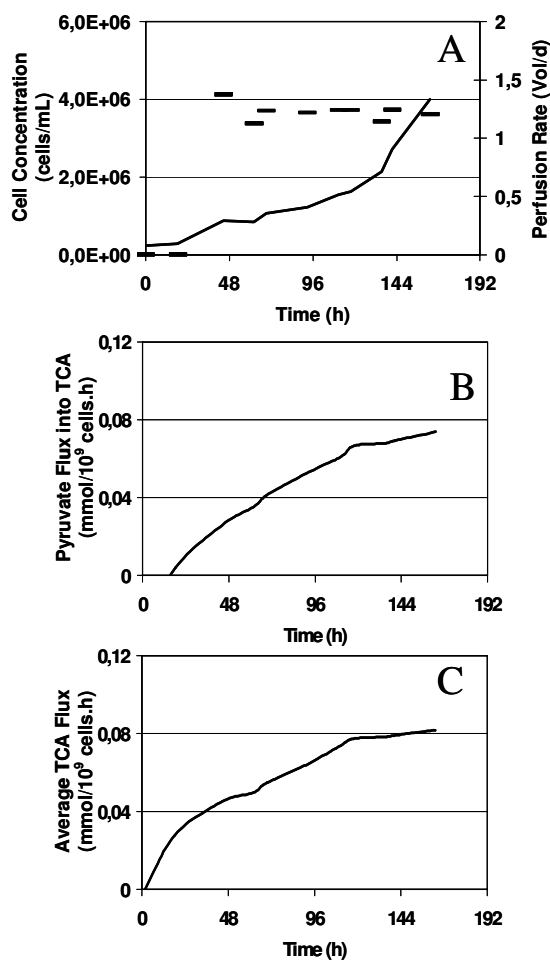 A
Cell Concentration
(cells/mL)
6,0E+06
4,0E+06
2,0E+06
0,0E+00
2
1,5
1
0,5
0
Perfusion Rate (Vol/d)
0 48 96 144 192
Time (h)
B
Pyruvate Flux into TCA
(mmol/10⁹ cells.h)
0,12
0,08
0,04
0
0 48 96 144 192
Time (h)
C
Average TCA Flux
(mmol/10⁹ cells.h)
0,12
0,08
0,04
0
0 48 96 144 192
Time (h)